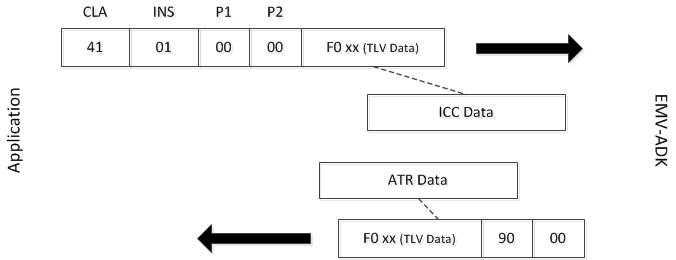 CLA INS P1 P2
41 01 00 00 F0 xx (TLV Data)
ICC Data
Application
EMV-ADK
ATR Data
F0 xx (TLV Data) 90 00